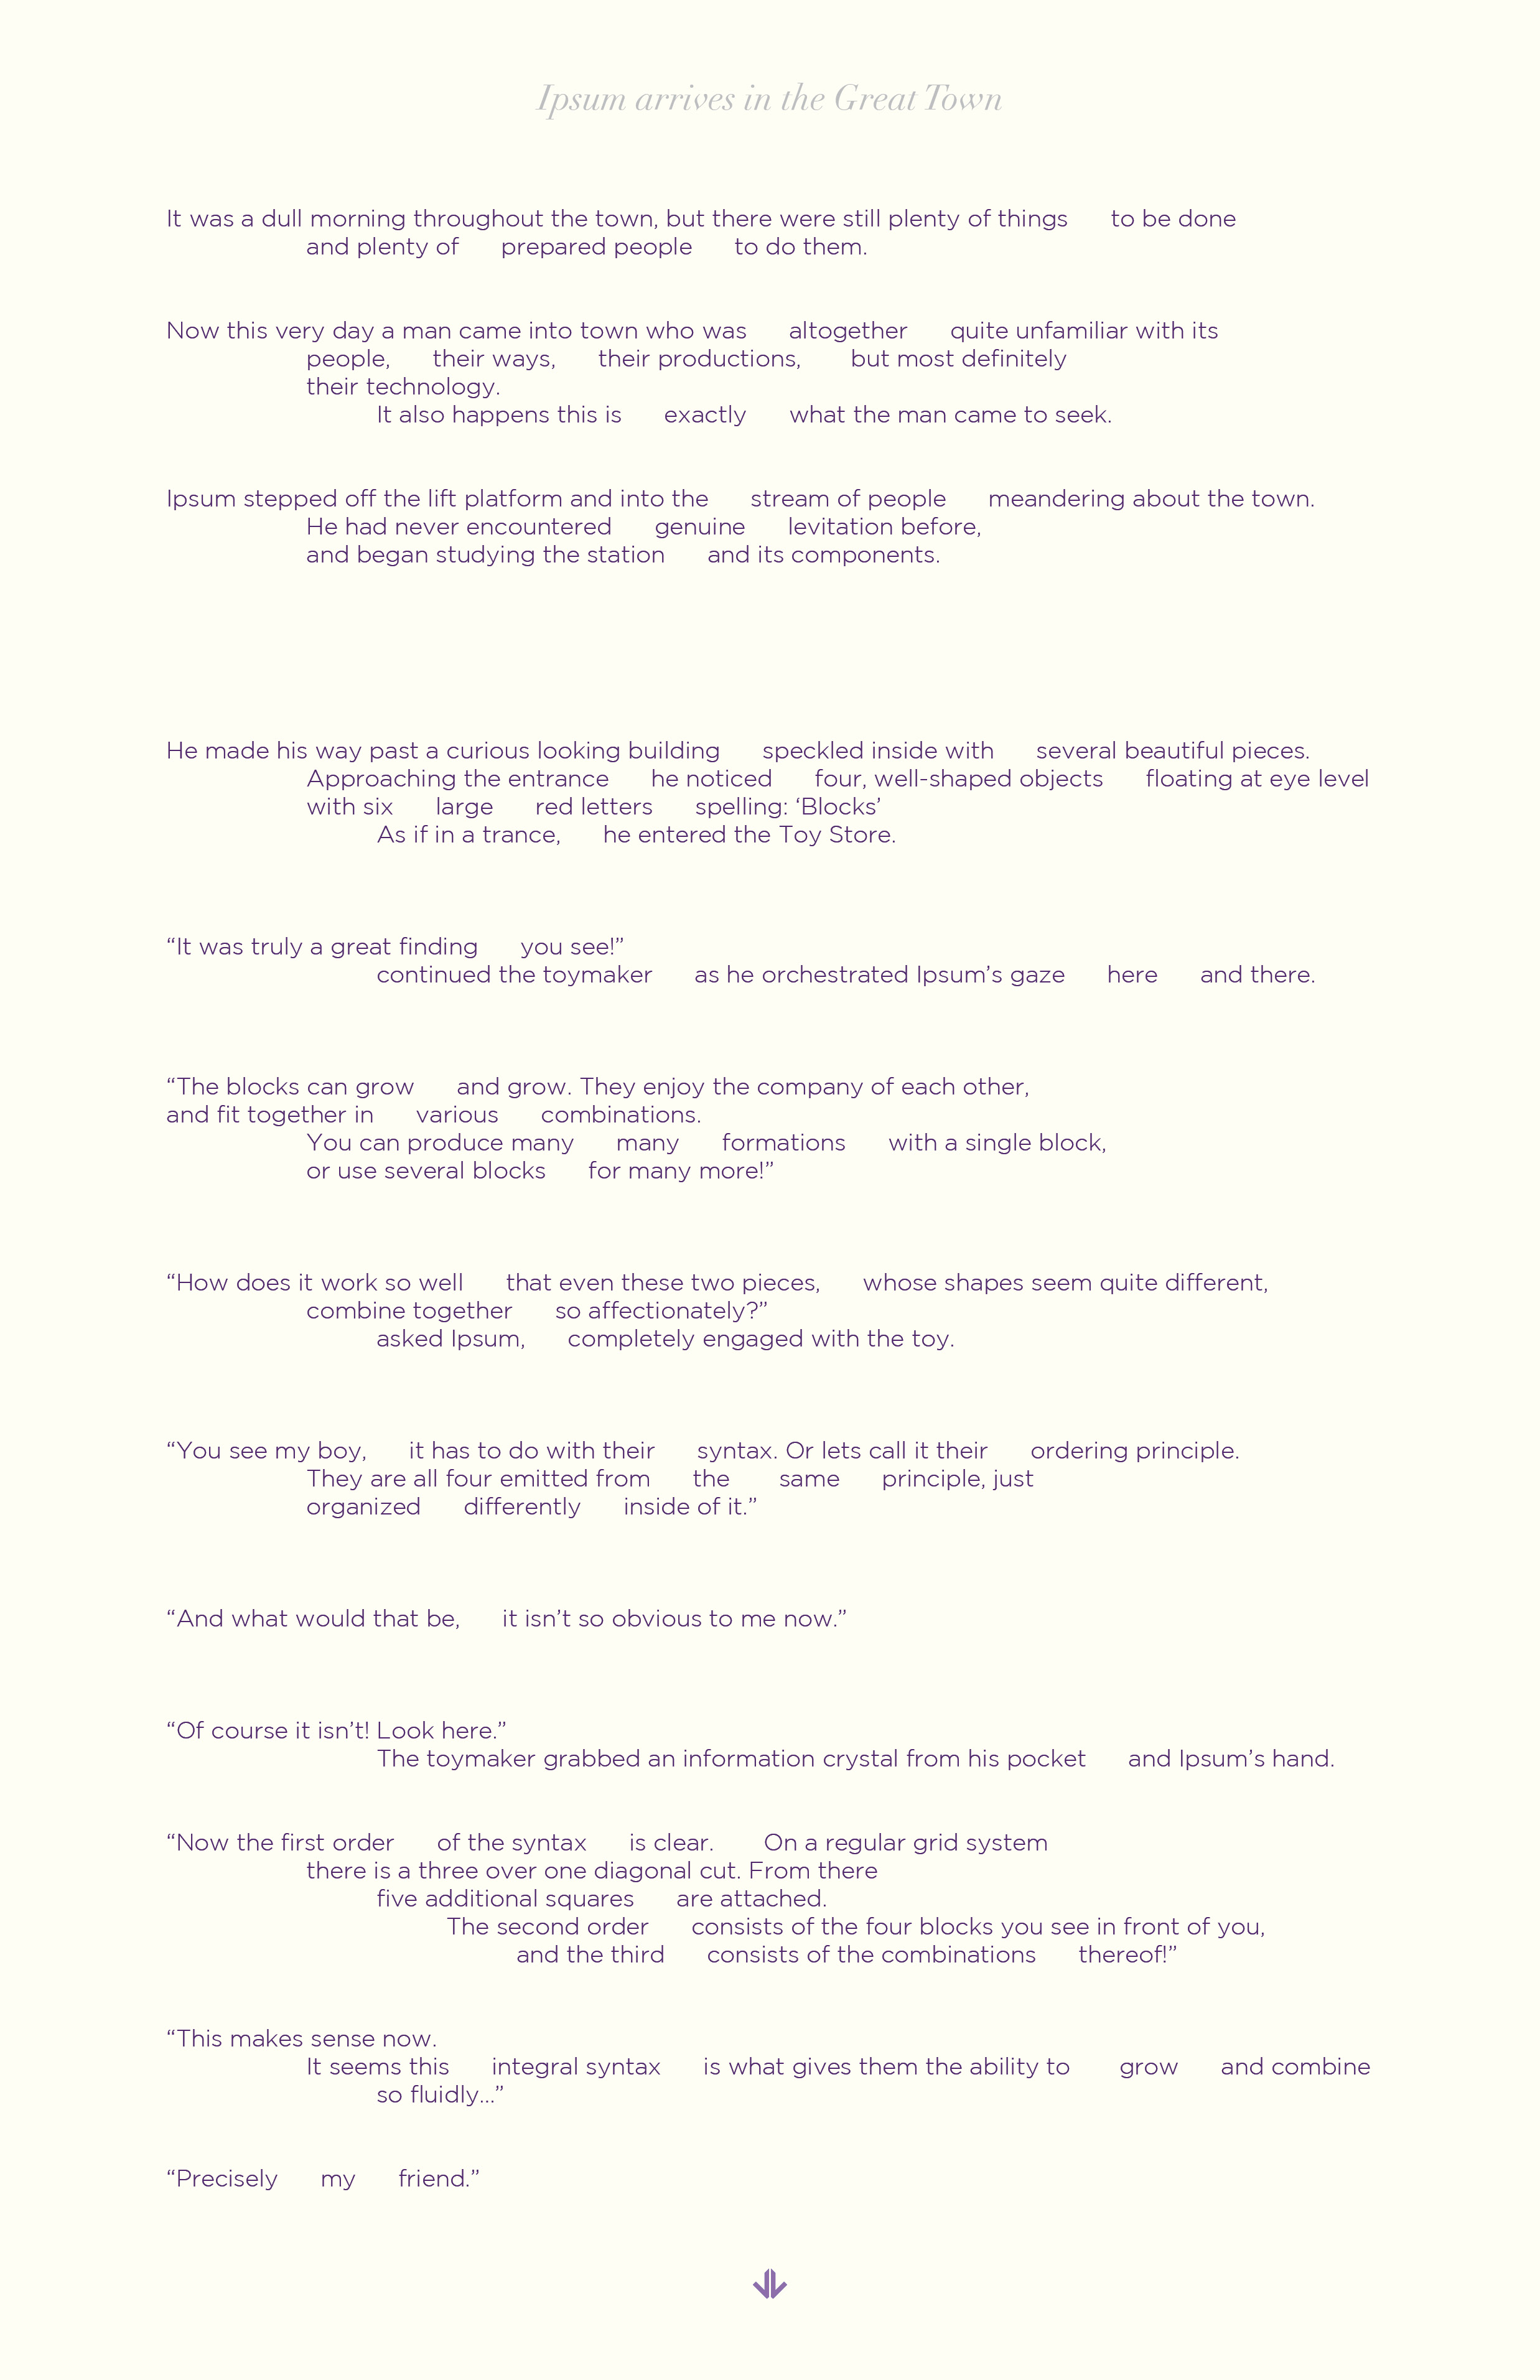 Ipsum arrives in the Great Town
It was a dull morning throughout the town, but there were still plenty of things to be done
and plenty of prepared people to do them.
Now this very day a man came into town who was altogether quite unfamiliar with its
people, their ways, their productions, but most definitely
their technology.
It also happens this is exactly what the man came to seek.
Ipsum stepped off the lift platform and into the stream of people meandering about the town.
He had never encountered genuine levitation before,
and began studying the station and its components.
He made his way past a curious looking building speckled inside with several beautiful pieces.
Approaching the entrance he noticed four, well-shaped objects floating at eye level
with six large red letters spelling: ‘Blocks’
As if in a trance, he entered the Toy Store.
“It was truly a great finding you see!”
continued the toymaker as he orchestrated Ipsum’s gaze here and there.
“The blocks can grow and grow. They enjoy the company of each other,
and fit together in various combinations.
You can produce many many formations with a single block,
or use several blocks for many more!”
“How does it work so well that even these two pieces, whose shapes seem quite different,
combine together so affectionately?”
asked Ipsum, completely engaged with the toy.
“You see my boy, it has to do with their syntax. Or lets call it their ordering principle.
They are all four emitted from the same principle, just
organized differently inside of it.”
“And what would that be, it isn’t so obvious to me now.”
“Of course it isn’t! Look here.”
The toymaker grabbed an information crystal from his pocket and Ipsum’s hand.
“Now the first order of the syntax is clear. On a regular grid system
there is a three over one diagonal cut. From there
five additional squares are attached.
The second order consists of the four blocks you see in front of you,
and the third consists of the combinations thereof!”
“This makes sense now.
It seems this integral syntax is what gives them the ability to grow and combine
so fluidly...”
“Precisely my friend.”